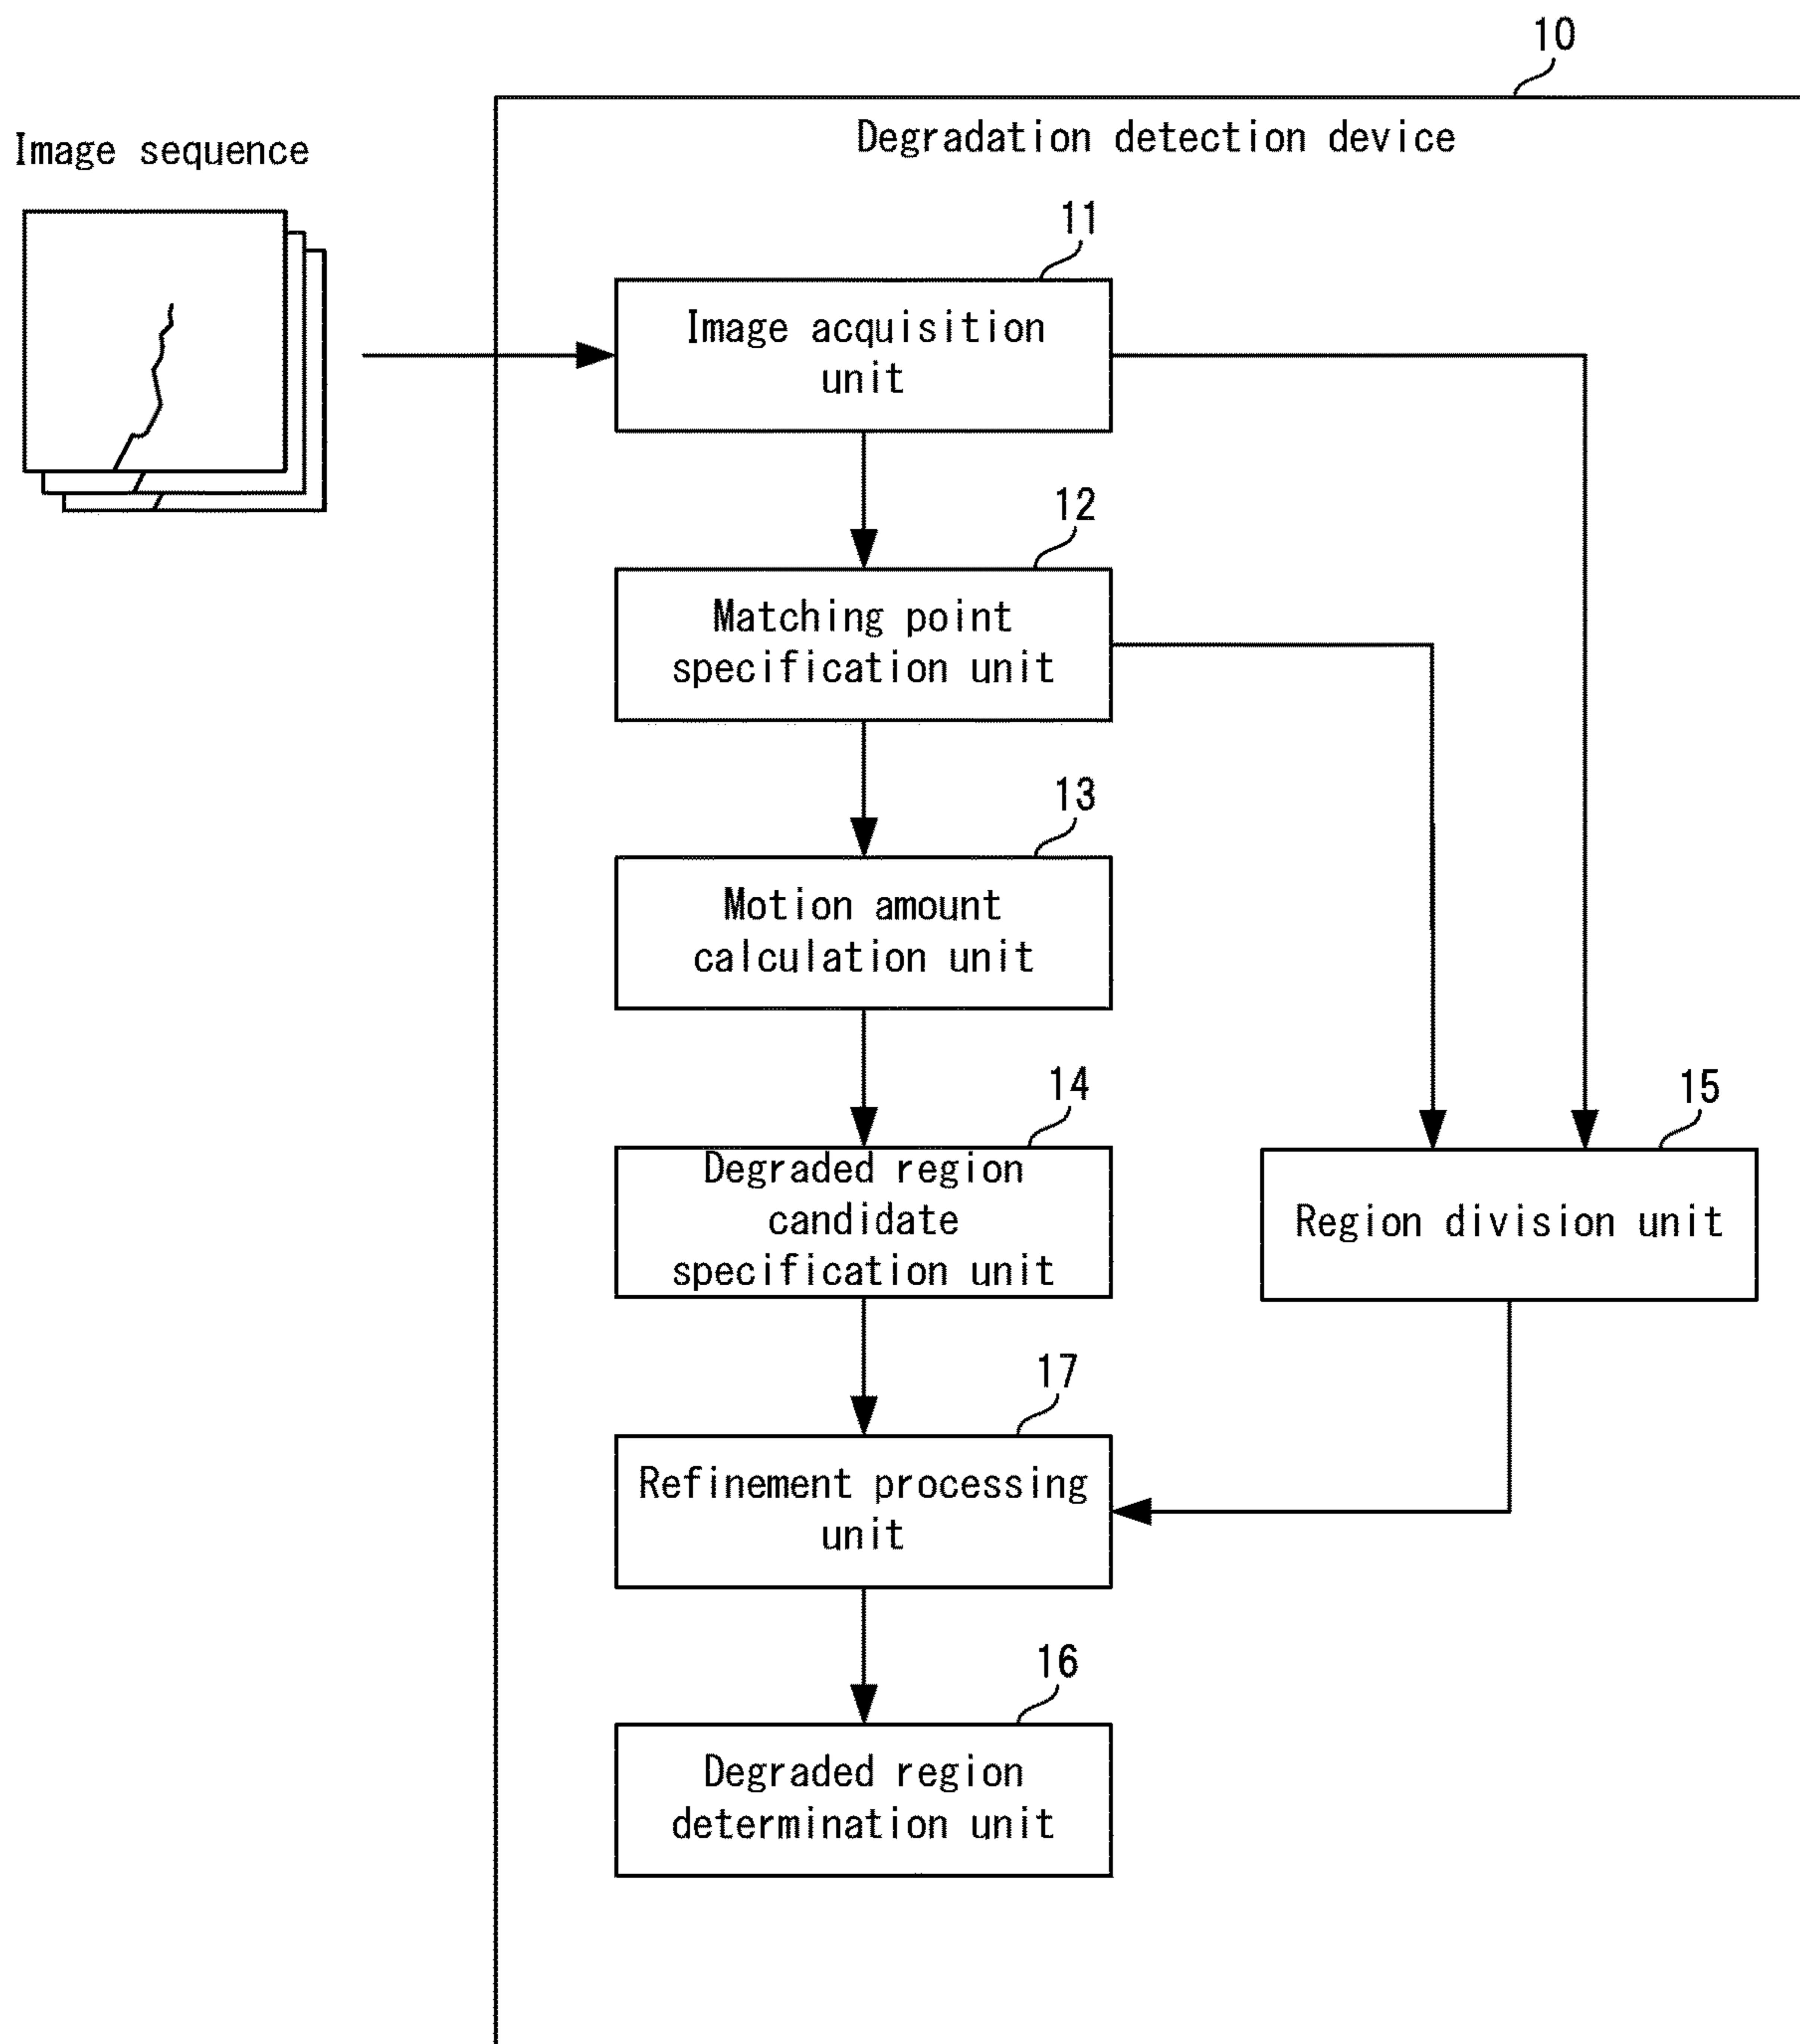 10
Degradation detection device
Image sequence
11
Image acquisition
unit
12
Matching point
specification unit
13
Motion amount
calculation unit
14
Degraded region
candidate
specification unit
15
Region division unit
17
Refinement processing
unit
16
Degraded region
determination unit